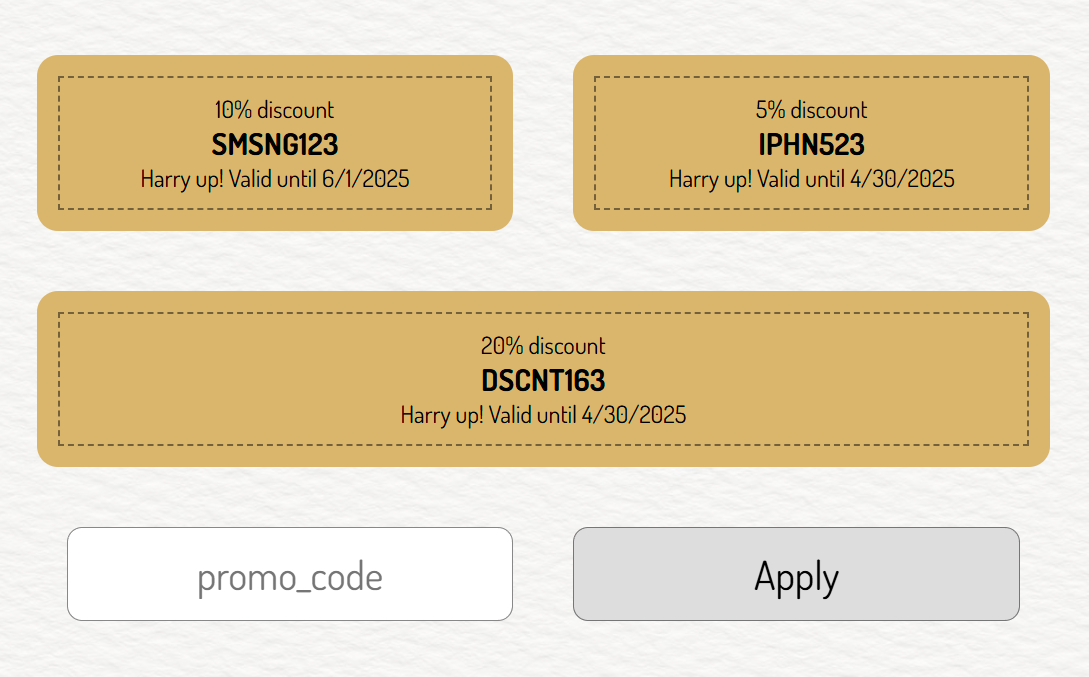 10% discount
SMSNG123
Harry up! Valid until 6/1/2025
5% discount
IPHN523
Harry up! Valid until 4/30/2025
20% discount
DSCNT163
Harry up! Valid until 4/30/2025
promo_code
Apply